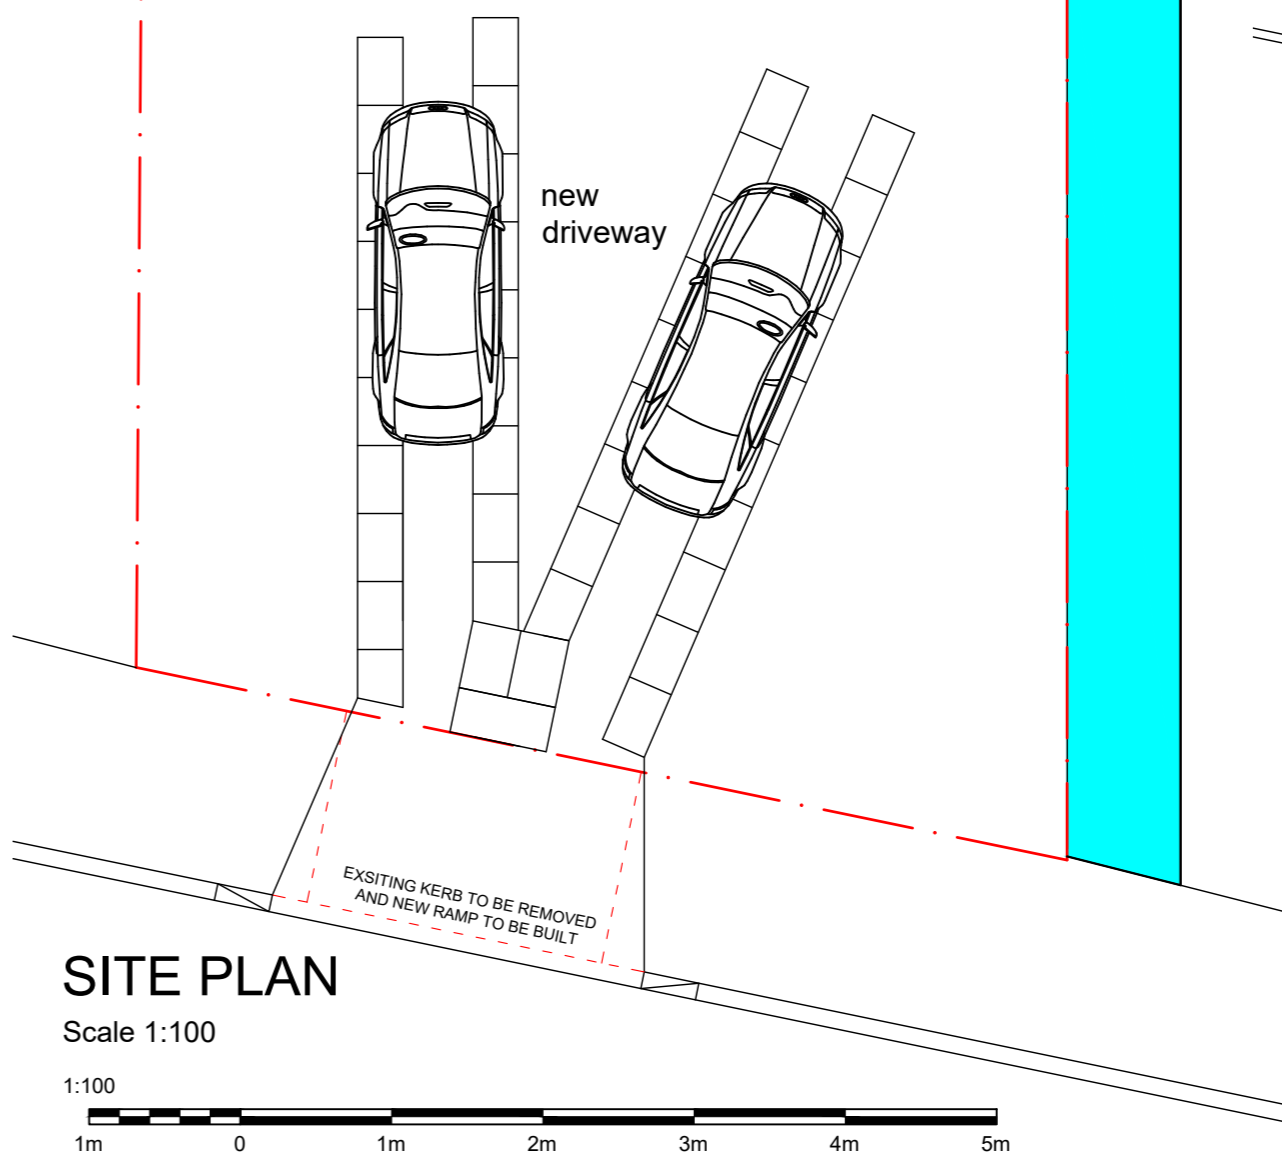 new
driveway
EXSITING KERB TO BE REMOVED
AND NEW RAMP TO BE BUILT
SITE PLAN
Scale 1:100
1:100
1m 0 1m 2m 3m 4m 5m